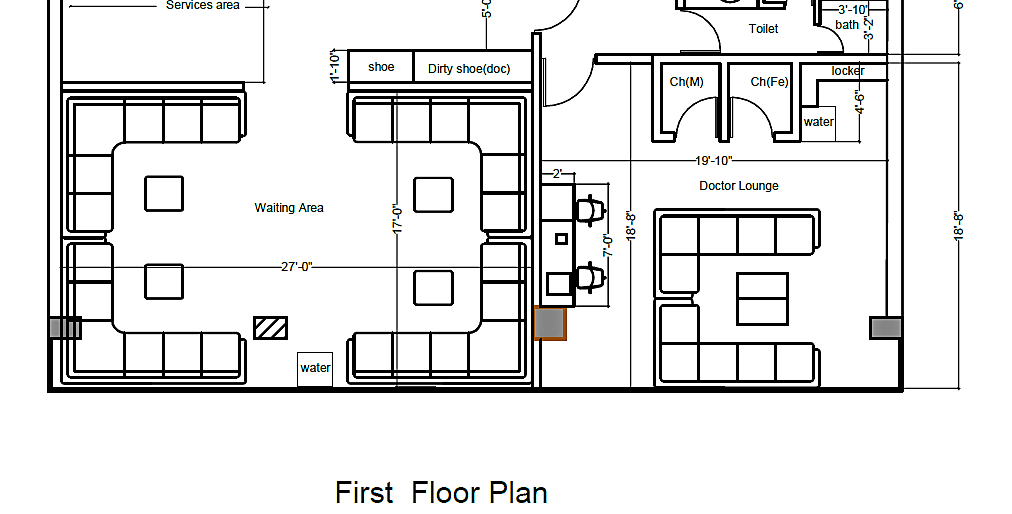 Services area
5'-0
3'-10"
bath
3'-2"
6'
Toilet
1'-10"
shoe
Dirty shoe(doc)
Ch(M)
Ch(Fe)
locker
4'-6"
water
19'-10"
2'
Doctor Lounge
Waiting Area
17'-0"
18'-8"
7'-0"
18'-8"
27'-0"
water
First Floor Plan